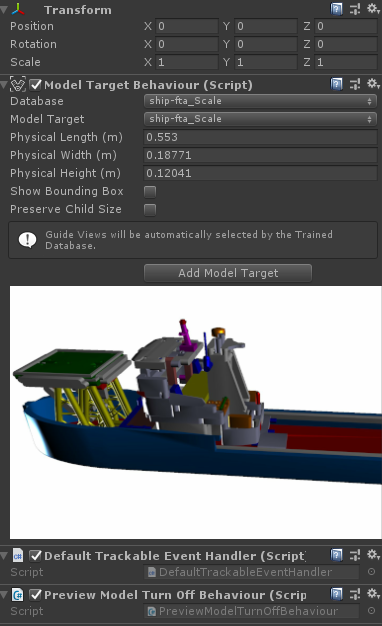 Transform
Position X 0 Y 0 Z 0
Rotation X 0 Y 0 Z 0
Scale X 1 Y 1 Z 1
Model Target Behaviour (Script)
Database ship-fta_Scale
Model Target ship-fta_Scale
Physical Length (m) 0.553
Physical Width (m) 0.18771
Physical Height (m) 0.12041
Show Bounding Box
Preserve Child Size
Guide Views will be automatically selected by the Trained
Database.
Add Model Target
Default Trackable Event Handler (Script)
Script DefaultTrackableEventHandler
Preview Model Turn Off Behaviour (Scrip
Script PreviewModelTurnOffBehaviour